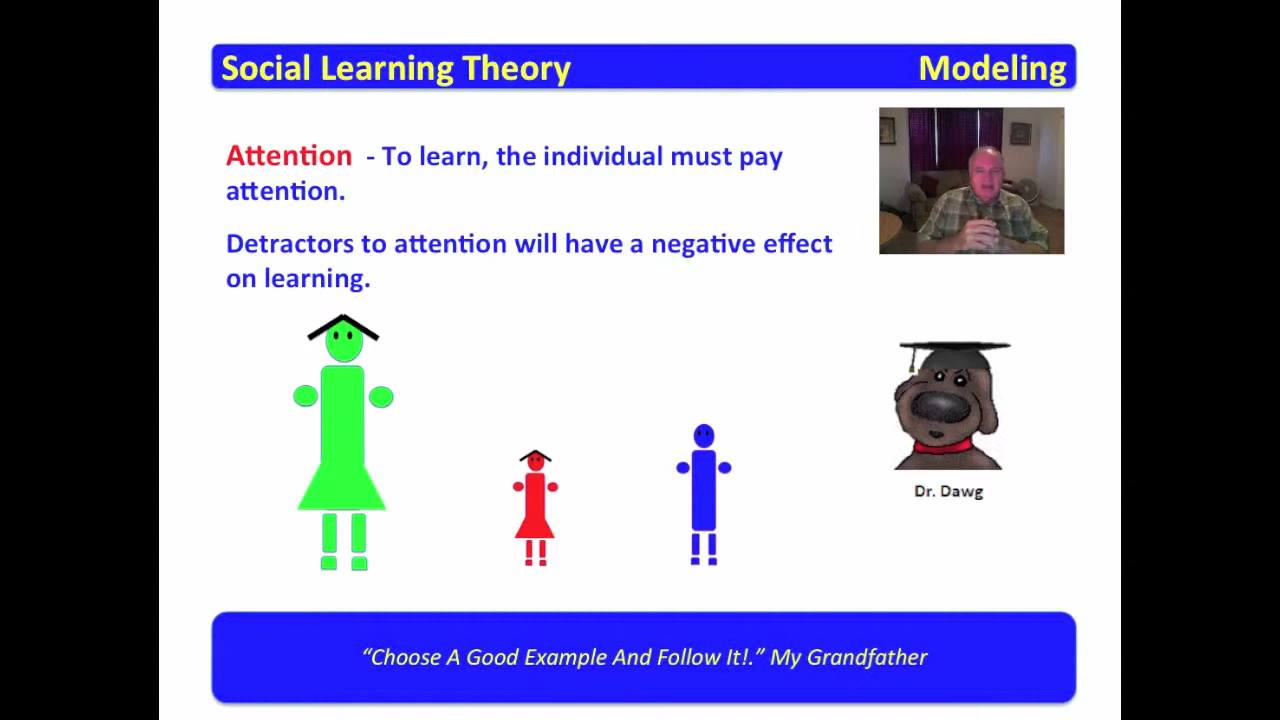 Social Learning Theory Modeling
Attention - To learn, the individual must pay
attention.
Detractors to attention will have a negative effect
on learning.
Dr. Dawg
“Choose A Good Example And Follow It!.” My Grandfather